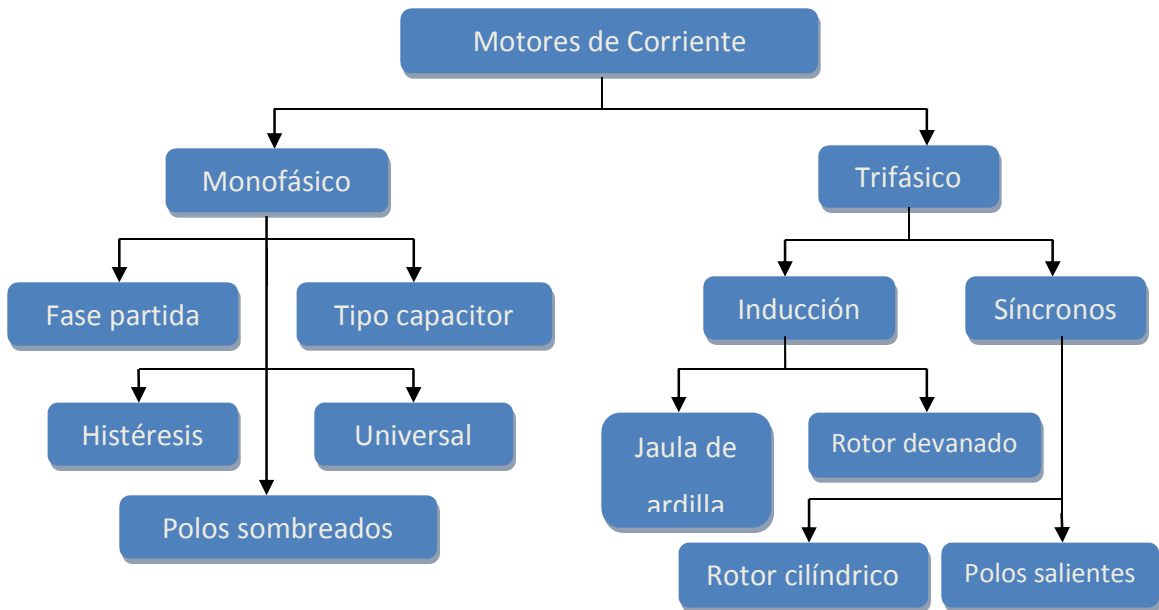 Motores de Corriente
Monofásico
Trifásico
Fase partida
Tipo capacitor
Inducción
Síncronos
Histéresis
Universal
Jaula de
ardilla
Rotor devanado
Polos sombreados
Rotor cilíndrico
Polos salientes